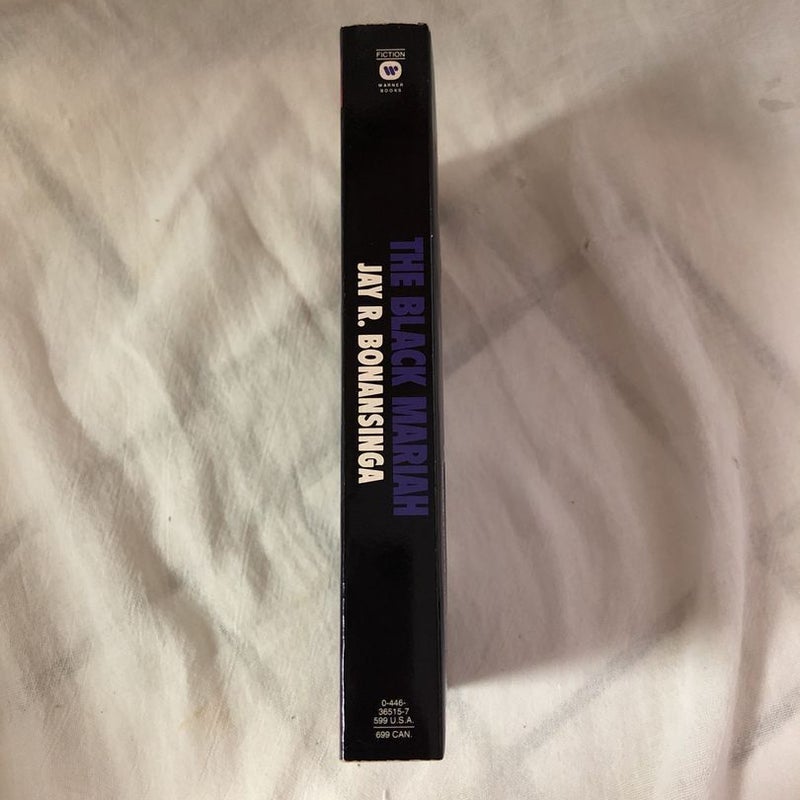 FICTION
WARNER
BOOKS
THE BLACK MARIAH
JAY R. BONANSINGA
0-446-
36515-7
599 U.S.A.
699 CAN.